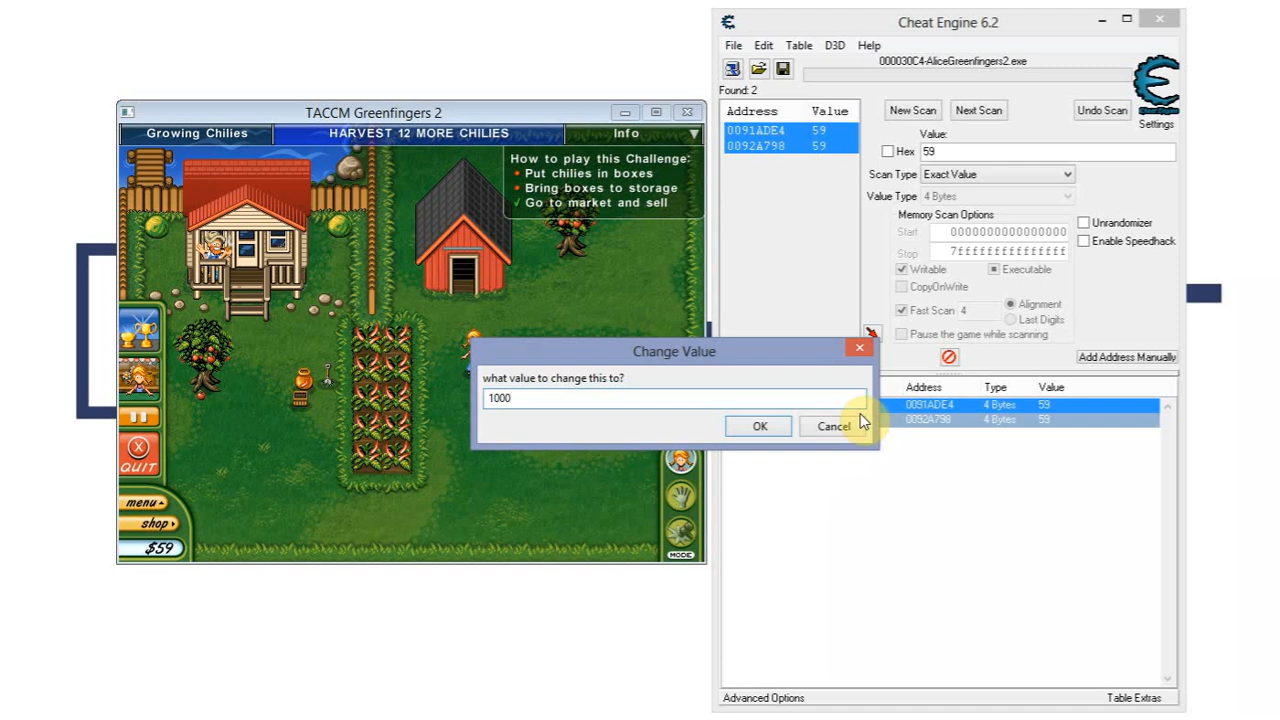 TACCM Greenfingers 2
Growing Chilies
HARVEST 12 MORE CHILIES
Info
How to play this Challenge:
Put chilies in boxes
Bring boxes to storage
Go to market and sell
QUIT
menu
shop
$59
MODE
Cheat Engine 6.2
File Edit Table D3D Help
000030C4-AliceGreenfingers2.exe
Found: 2
Address Value
0091ADE4 59
0092A798 59
New Scan Next Scan Undo Scan
Settings
Value:
Hex 59
Scan Type Exact Value
Value Type 4 Bytes
Memory Scan Options
Start 0000000000000000
Stop 7fffffffffffffff
Writable Executable
CopyOnWrite
Fast Scan 4 Alignment
Last Digits
Pause the game while scanning
Unrandomizer
Enable Speedhack
Add Address Manually
Address Type Value
0091ADE4 4 Bytes 59
0092A798 4 Bytes 59
Change Value
what value to change this to?
1000
OK Cancel
Advanced Options Table Extras